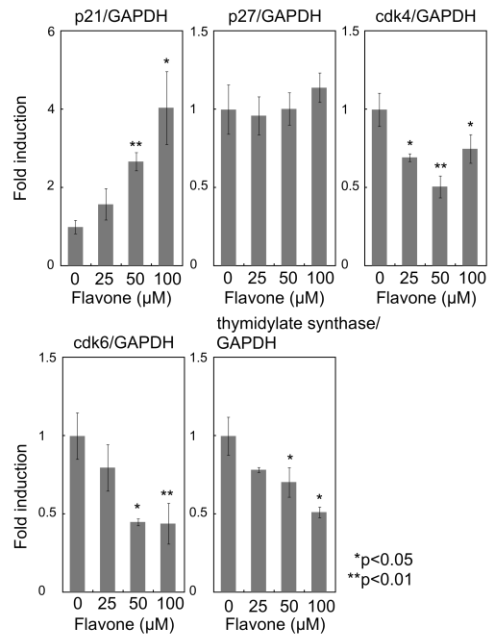 p21/GAPDH p27/GAPDH cdk4/GAPDH
Fold induction
6
4
2
0
*
**
0 25 50 100
Flavone (μM)
1.5
1
0.5
0
0 25 50 100
Flavone (μM)
1.5
1
0.5
0
*
**
*
0 25 50 100
Flavone (μM)
cdk6/GAPDH
Fold induction
1.5
1
0.5
0
*
**
0 25 50 100
Flavone (μM)
thymidylate synthase/
GAPDH
1.5
1
0.5
0
*
*
0 25 50 100
Flavone (μM)
*p<0.05
**p<0.01